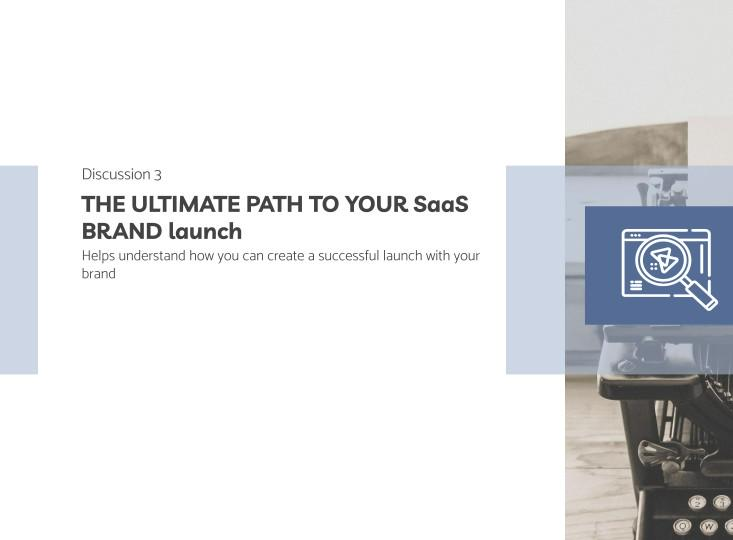 Discussion 3
THE ULTIMATE PATH TO YOUR SaaS
BRAND launch
Helps understand how you can create a successful launch with your
brand
O W